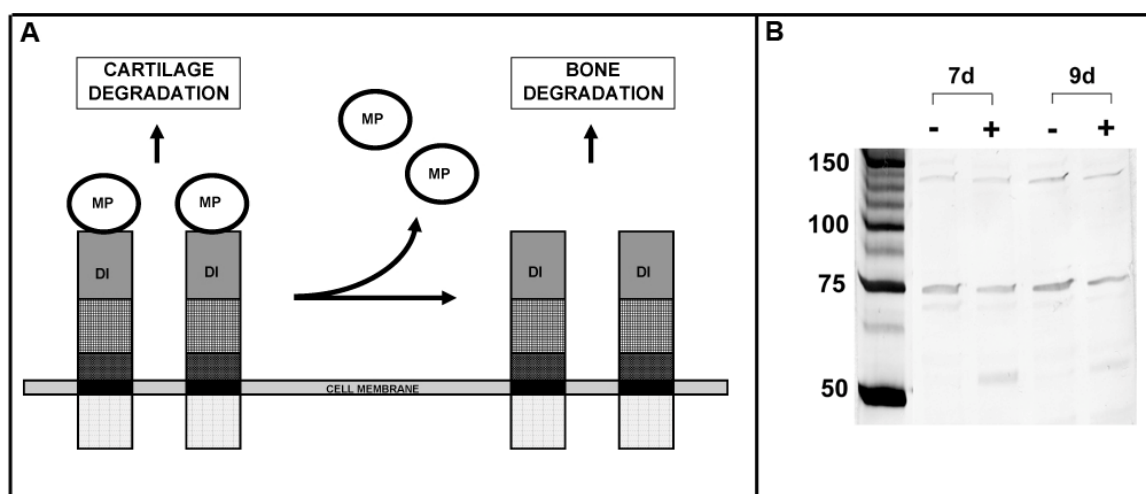 A
CARTILAGE
DEGRADATION
BONE
DEGRADATION
MP
MP
MP
MP
DI
DI
DI
DI
CELL MEMBRANE
B
7d
9d
- + - +
150
100
75
50